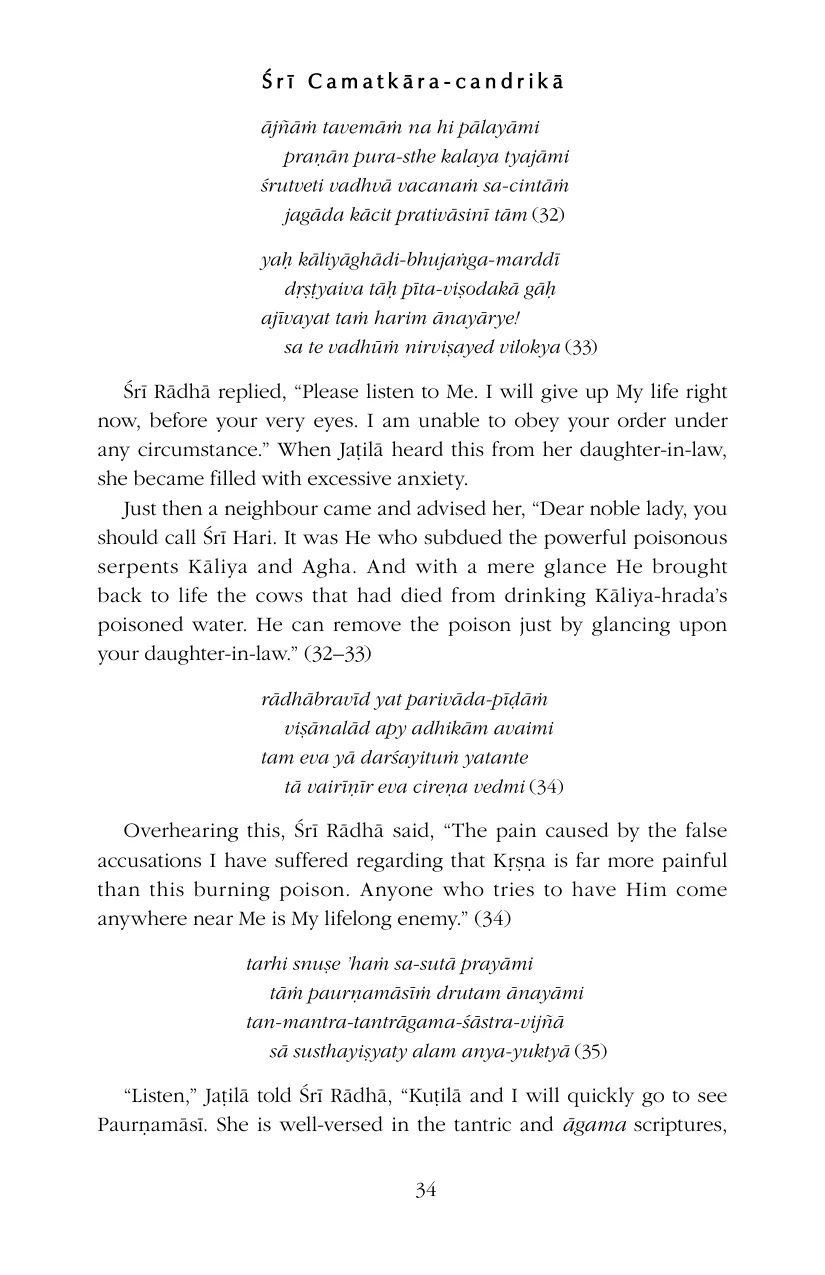 Śrī Camatkāra-candrikā
ājñāṁ tavemāṁ na hi pālayāmi
praṇān pura-sthe kalaya tyajāmi
śrutveti vadhvā vacanaṁ sa-cintāṁ
jagāda kācit prativāsinī tām (32)
yaḥ kāliyāghādi-bhujaṅga-marddī
dṛṣṭyaiva tāḥ pīta-viṣodakā gāḥ
ajīvayat taṁ harim ānayārye!
sa te vadhūṁ nirviṣayed vilokya (33)
Śrī Rādhā replied, “Please listen to Me. I will give up My life right
now, before your very eyes. I am unable to obey your order under
any circumstance.” When Jaṭilā heard this from her daughter-in-law,
she became filled with excessive anxiety.
Just then a neighbour came and advised her, “Dear noble lady, you
should call Śrī Hari. It was He who subdued the powerful poisonous
serpents Kāliya and Agha. And with a mere glance He brought
back to life the cows that had died from drinking Kāliya-hrada’s
poisoned water. He can remove the poison just by glancing upon
your daughter-in-law.” (32–33)
rādhābravīd yat parivāda-pīḍāṁ
viṣānalād apy adhikām avaimi
tam eva yā darśayituṁ yatante
tā vairīṇīr eva cireṇa vedmi (34)
Overhearing this, Śrī Rādhā said, “The pain caused by the false
accusations I have suffered regarding that Kṛṣṇa is far more painful
than this burning poison. Anyone who tries to have Him come
anywhere near Me is My lifelong enemy.” (34)
tarhi snuṣe ’haṁ sa-sutā prayāmi
tāṁ paurṇamāsīṁ drutam ānayāmi
tan-mantra-tantrāgama-śāstra-vijñā
sā susthayiṣyaty alam anya-yuktyā (35)
“Listen,” Jaṭilā told Śrī Rādhā, “Kuṭilā and I will quickly go to see
Paurṇamāsī. She is well-versed in the tantric and āgama scriptures,
34